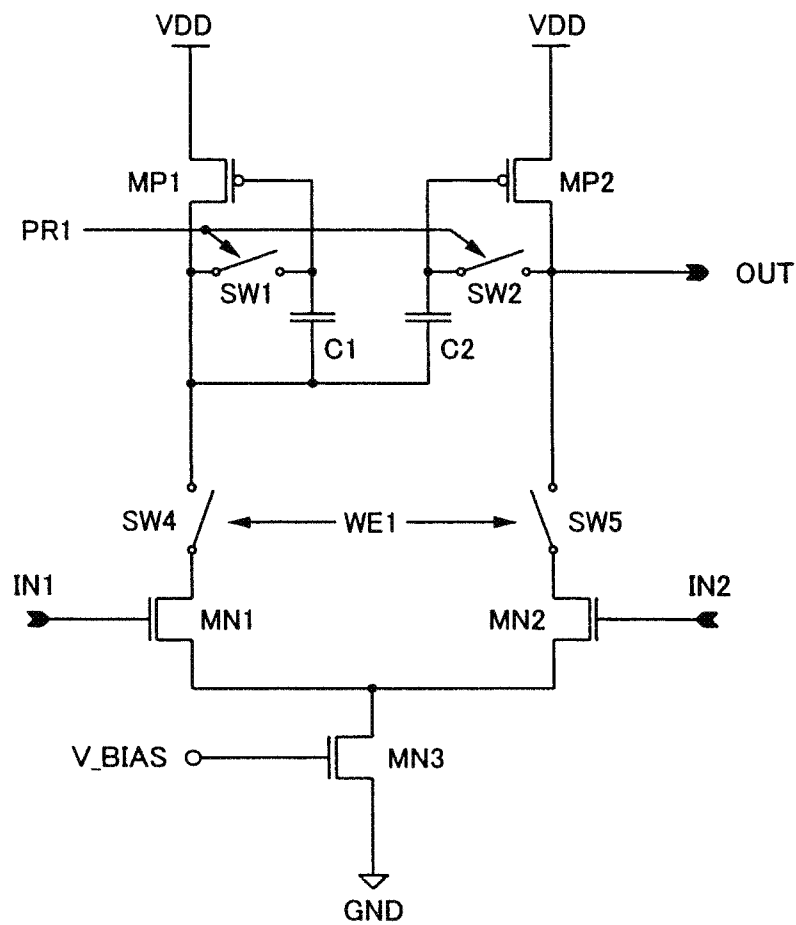 VDD VDD
MP1 MP2
PR1
SW1 SW2 OUT
C1 C2
SW4 WE1 SW5
IN1 IN2
MN1 MN2
V_BIAS MN3
GND